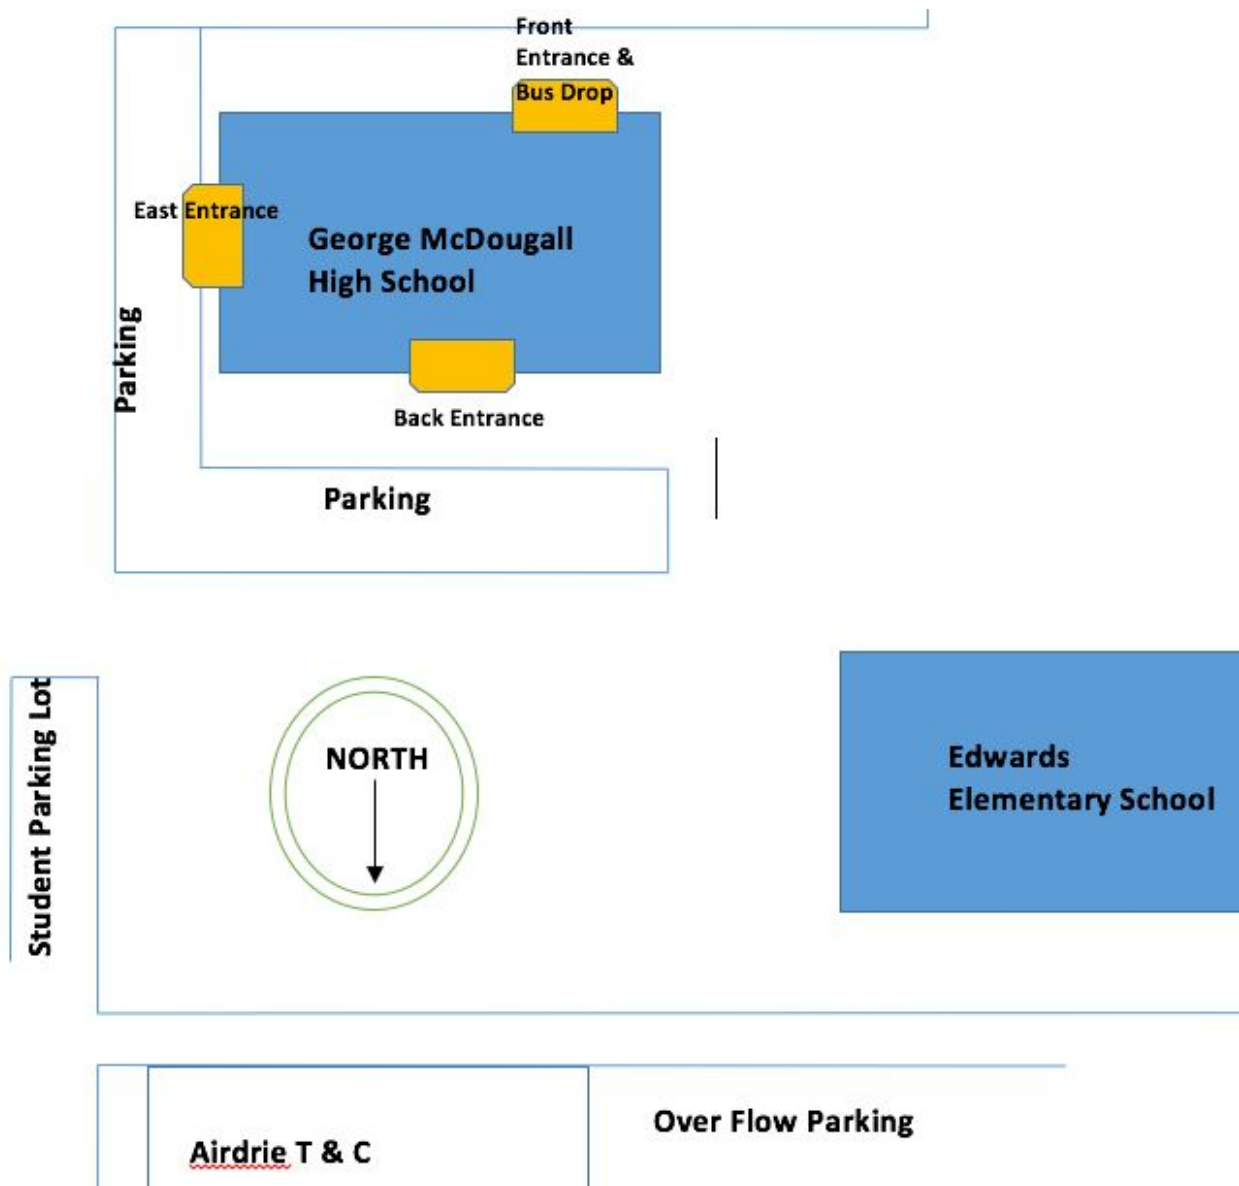 Front
Entrance &
Bus Drop
East Entrance
George McDougall
High School
Parking
Back Entrance
Parking
Student Parking Lot
NORTH
Edwards
Elementary School
Over Flow Parking
Airdrie T & C